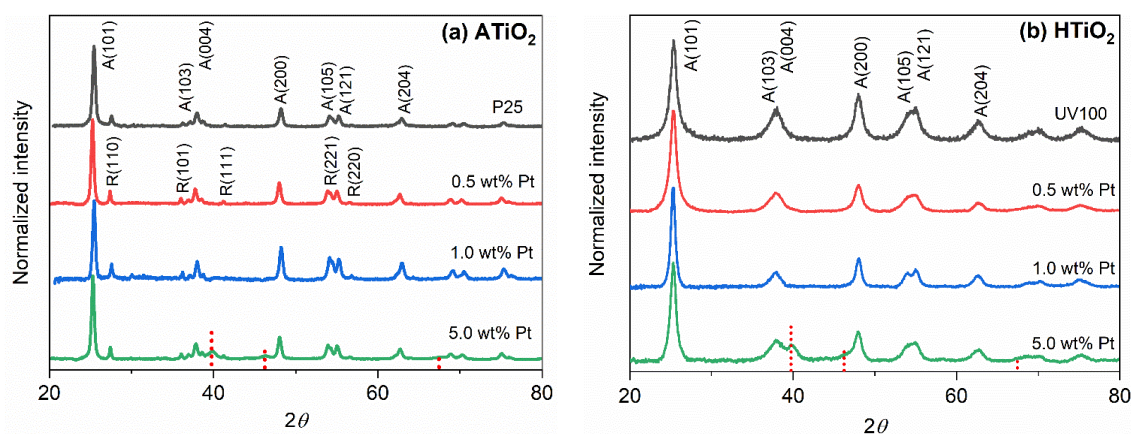 (a) ATiO₂
A(101)
A(103)
A(004)
A(200)
A(105)
A(121)
A(204)
P25
R(110)
R(101)
R(111)
R(221)
R(220)
0.5 wt% Pt
1.0 wt% Pt
5.0 wt% Pt
Normalized intensity
20 40 60 80
2θ
(b) HTiO₂
A(101)
A(103)
A(004)
A(200)
A(105)
A(121)
A(204)
UV100
0.5 wt% Pt
1.0 wt% Pt
5.0 wt% Pt
Normalized intensity
20 40 60 80
2θ